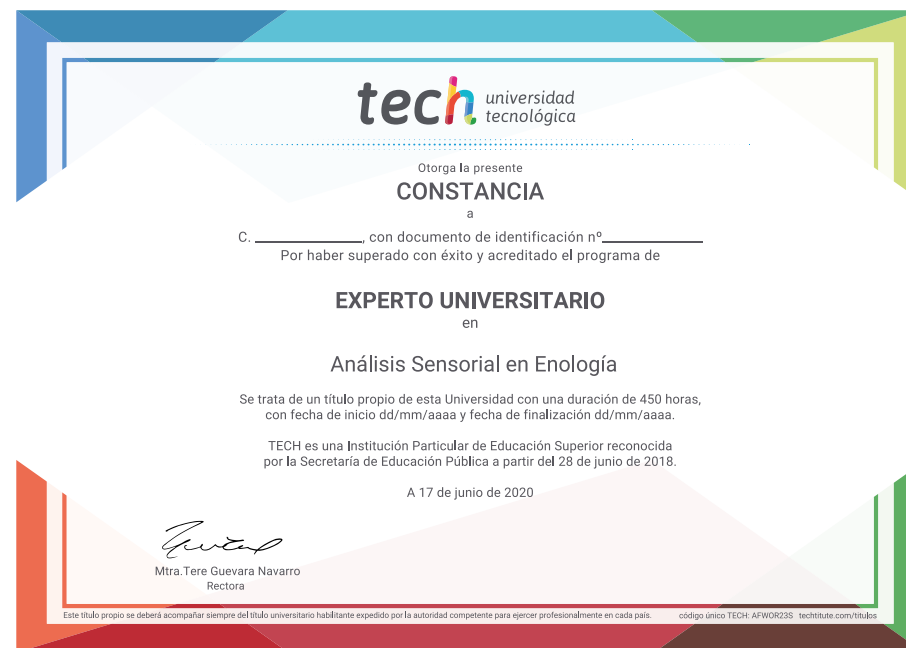 tech universidad
tecnológica
Otorga la presente
CONSTANCIA
a
C. ______________, con documento de identificación nº______________
Por haber superado con éxito y acreditado el programa de
EXPERTO UNIVERSITARIO
en
Análisis Sensorial en Enología
Se trata de un título propio de esta Universidad con una duración de 450 horas,
con fecha de inicio dd/mm/aaaa y fecha de finalización dd/mm/aaaa.
TECH es una Institución Particular de Educación Superior reconocida
por la Secretaría de Educación Pública a partir del 28 de junio de 2018.
A 17 de junio de 2020
Mtra.Tere Guevara Navarro
Rectora
Este título propio se deberá acompañar siempre del título universitario habilitante expedido por la autoridad competente para ejercer profesionalmente en cada país. código único TECH: AFWOR23S techtitute.com/titulos